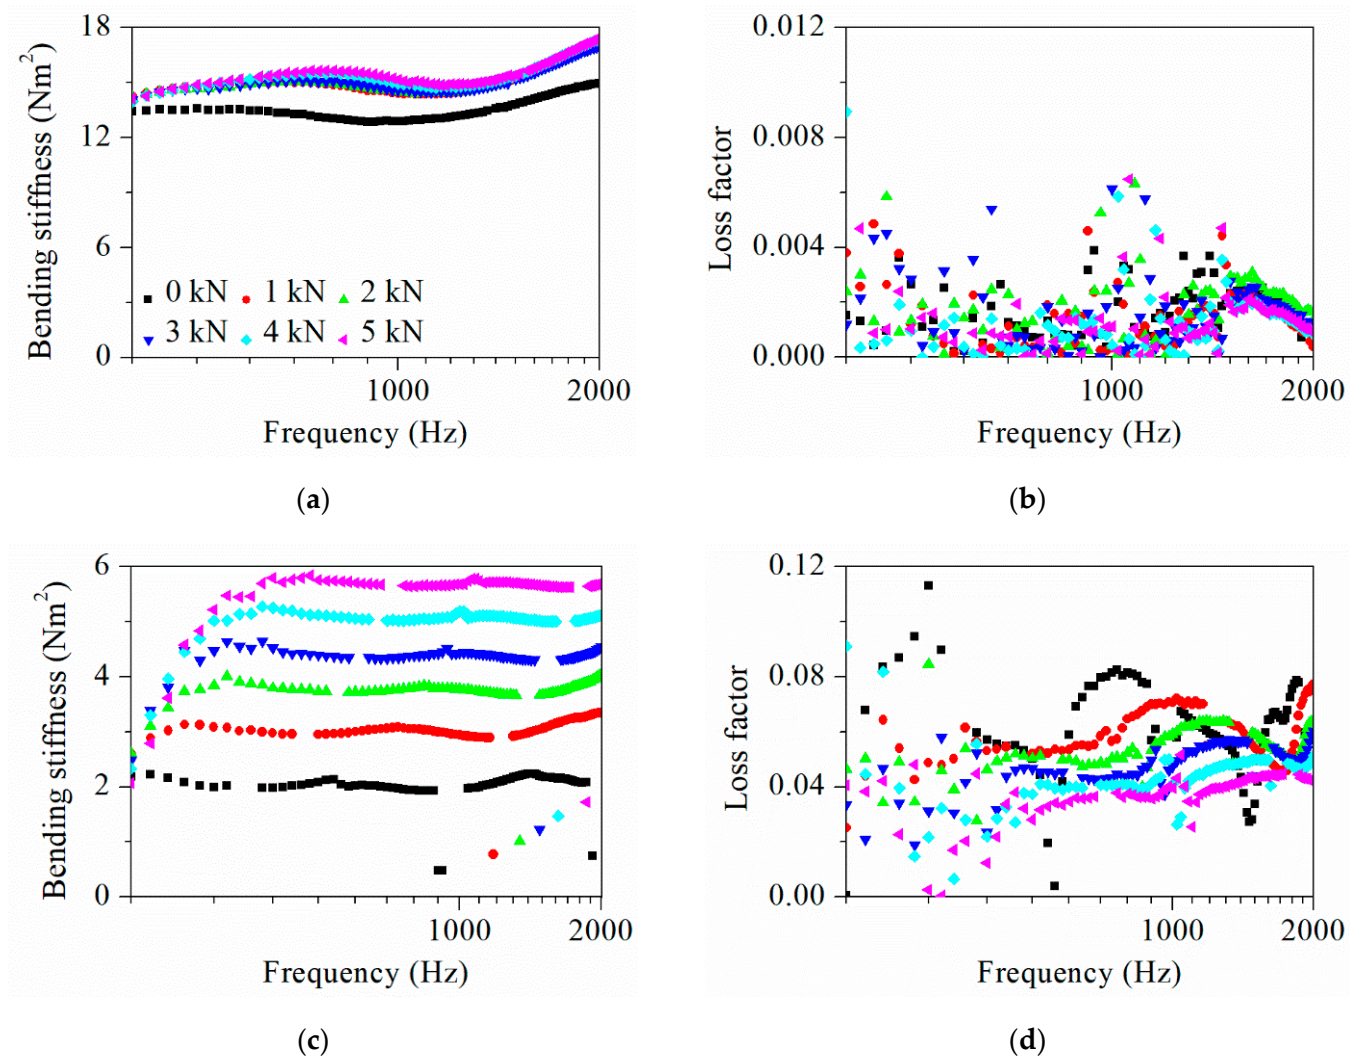 18
12
6
0
Bending stiffness (Nm²)
0 kN 1 kN 2 kN
3 kN 4 kN 5 kN
1000 2000
Frequency (Hz)
(a)
0.012
0.008
0.004
0.000
Loss factor
1000 2000
Frequency (Hz)
(b)
6
4
2
0
Bending stiffness (Nm²)
1000 2000
Frequency (Hz)
(c)
0.12
0.08
0.04
0.00
Loss factor
1000 2000
Frequency (Hz)
(d)